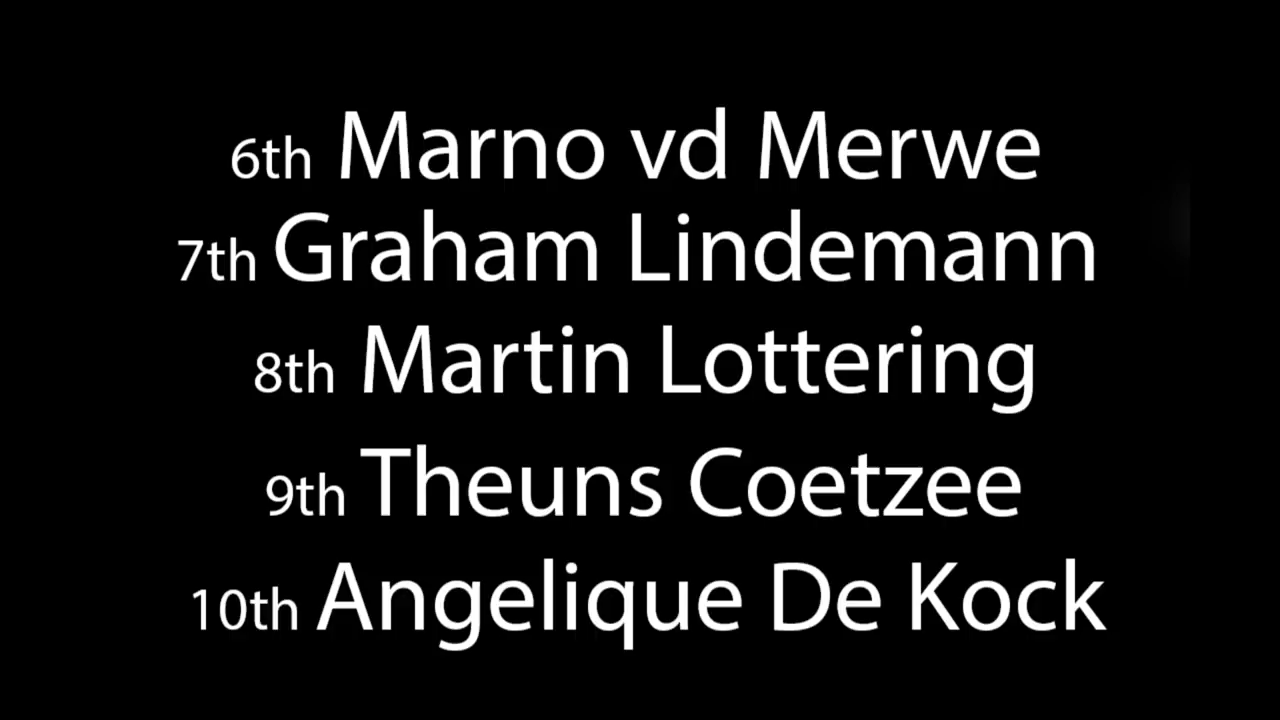 6th Marno vd Merwe
7th Graham Lindemann
8th Martin Lottering
9th Theuns Coetzee
10th Angelique De Kock